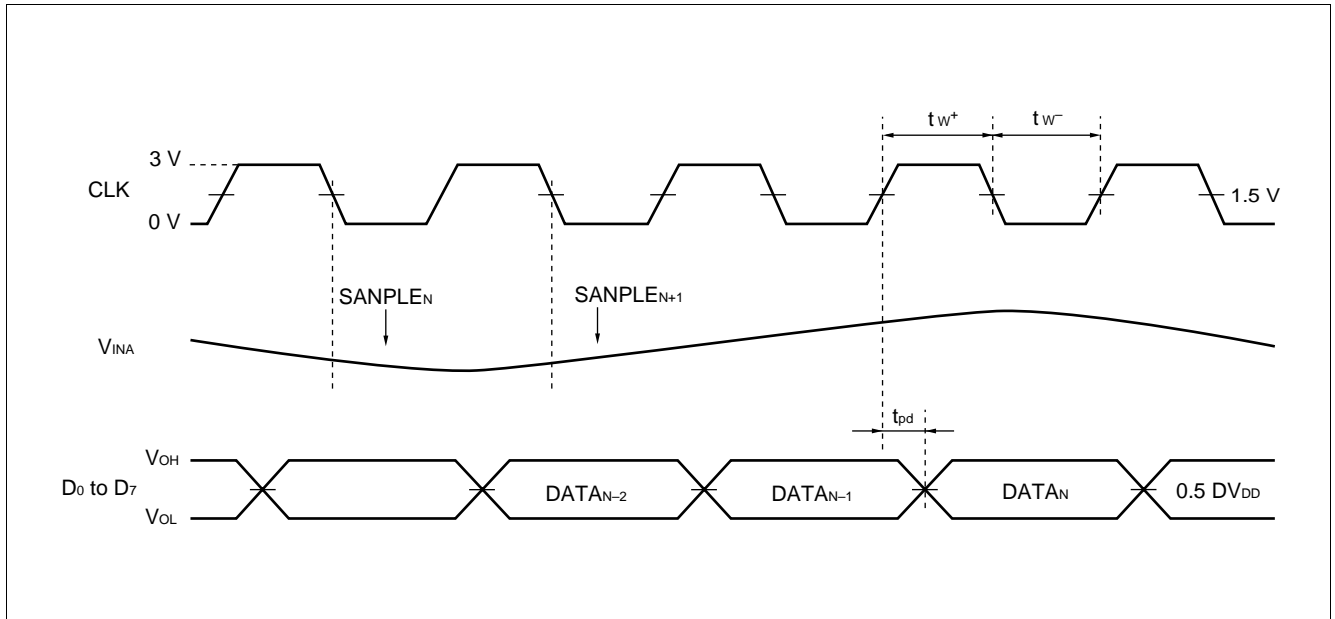 t W+ t W–
3 V
CLK
1.5 V
0 V
SANPLEN
SANPLEN+1
VINA
tpd
VOH
D0 to D7
DATAN–2
DATAN–1
DATAN
0.5 DVDD
VOL